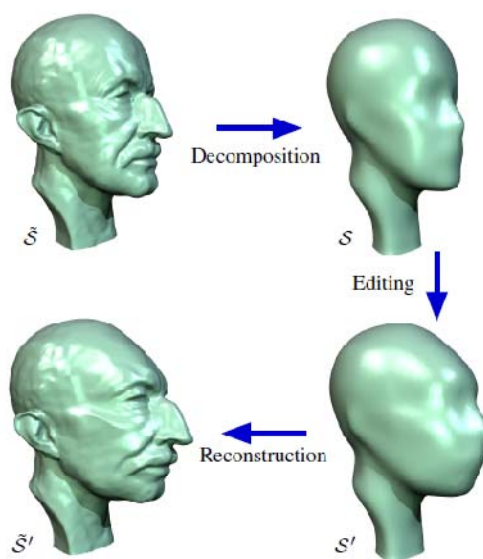 Decomposition
S̃ S
Editing
Reconstruction
S̃′ S′